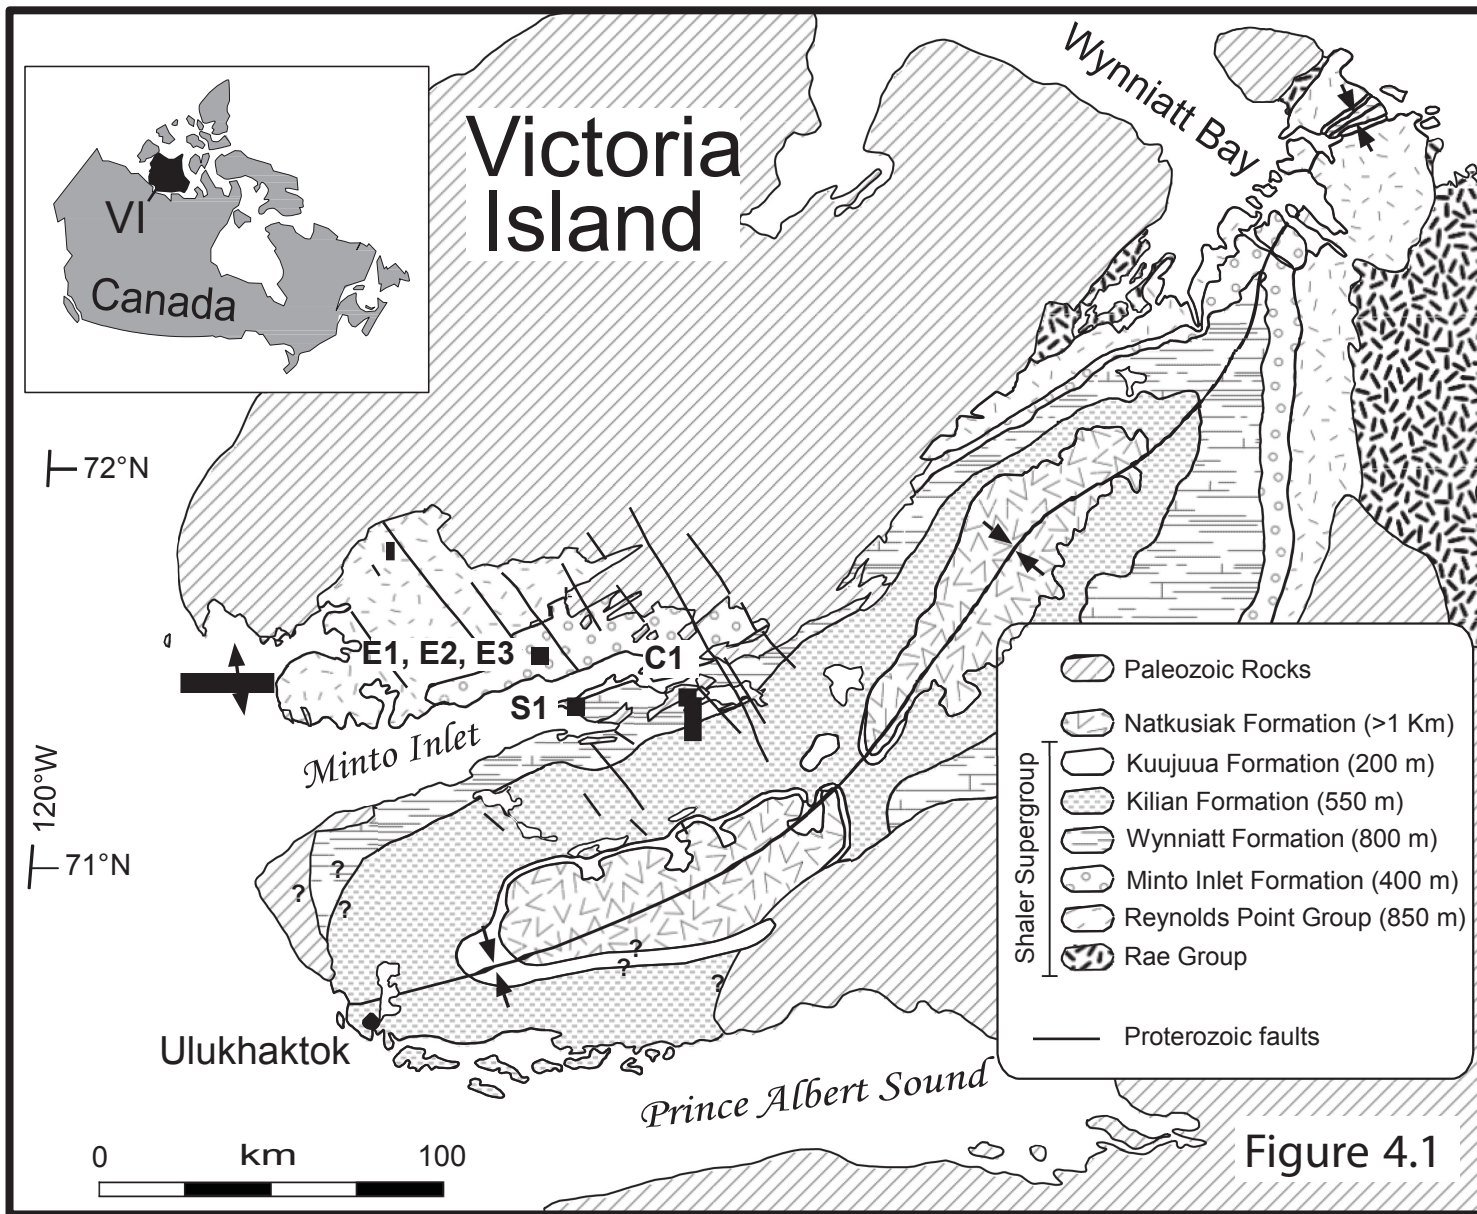 Victoria
Island
Wynniatt Bay
VI
Canada
72°N
E1, E2, E3
C1
S1
Minto Inlet
120°W
71°N
?
?
?
?
?
?
Ulukhaktok
Prince Albert Sound
0 km 100
Paleozoic Rocks
Natkusiak Formation (>1 Km)
Kuujuua Formation (200 m)
Kilian Formation (550 m)
Wynniatt Formation (800 m)
Minto Inlet Formation (400 m)
Reynolds Point Group (850 m)
Rae Group
Shaler Supergroup
Proterozoic faults
Figure 4.1